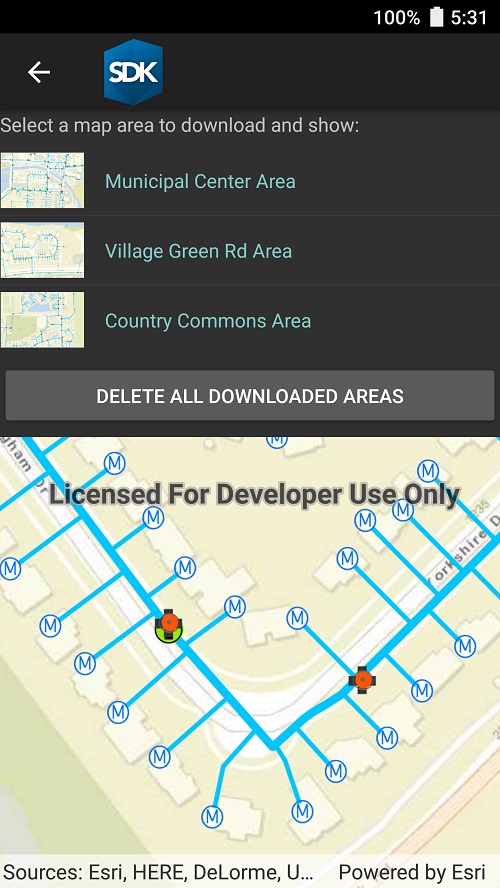 100% 5:31
SDK
Select a map area to download and show:
Municipal Center Area
Village Green Rd Area
Country Commons Area
DELETE ALL DOWNLOADED AREAS
M
gham Dr
M
M
Licensed For Developer Use Only
M
M
M
M
Yorkshire D
M
M
M
M
M
M
M
M
M
M
M
M
M
M
Sources: Esri, HERE, DeLorme, U… Powered by Esri